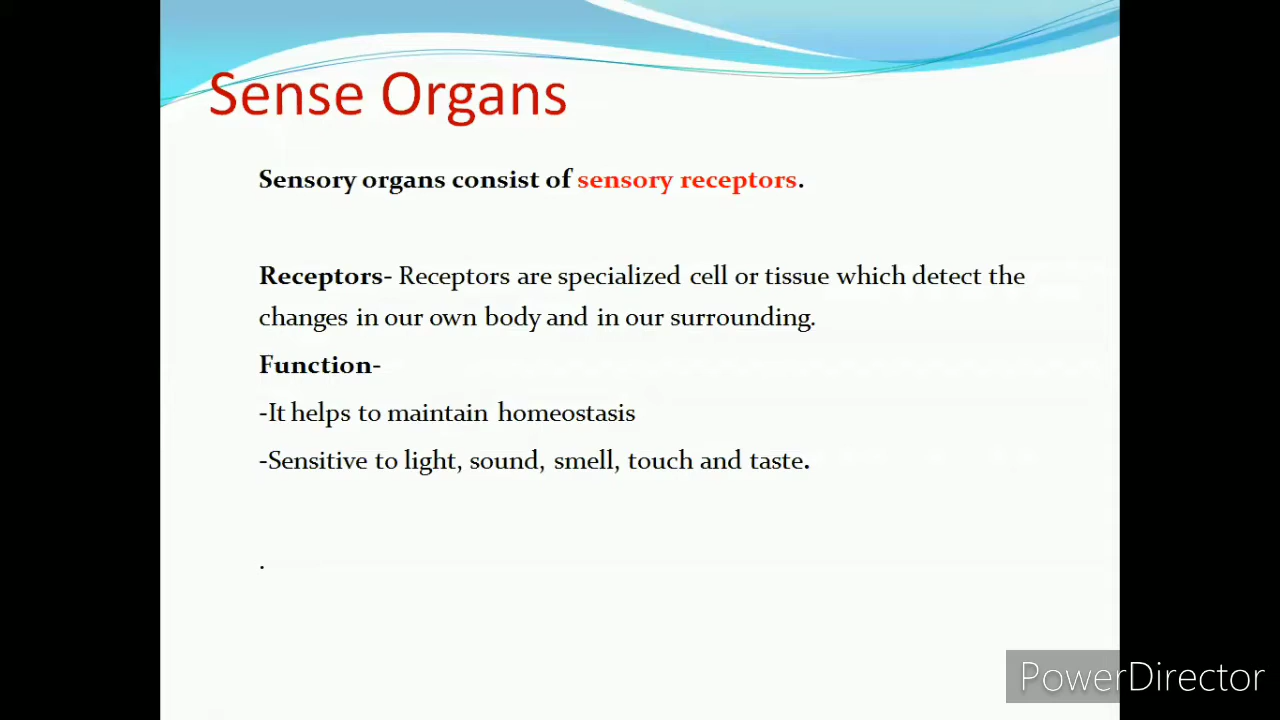 Sense Organs
Sensory organs consist of sensory receptors.
Receptors- Receptors are specialized cell or tissue which detect the
changes in our own body and in our surrounding.
Function-
-It helps to maintain homeostasis
-Sensitive to light, sound, smell, touch and taste.
.
PowerDirector